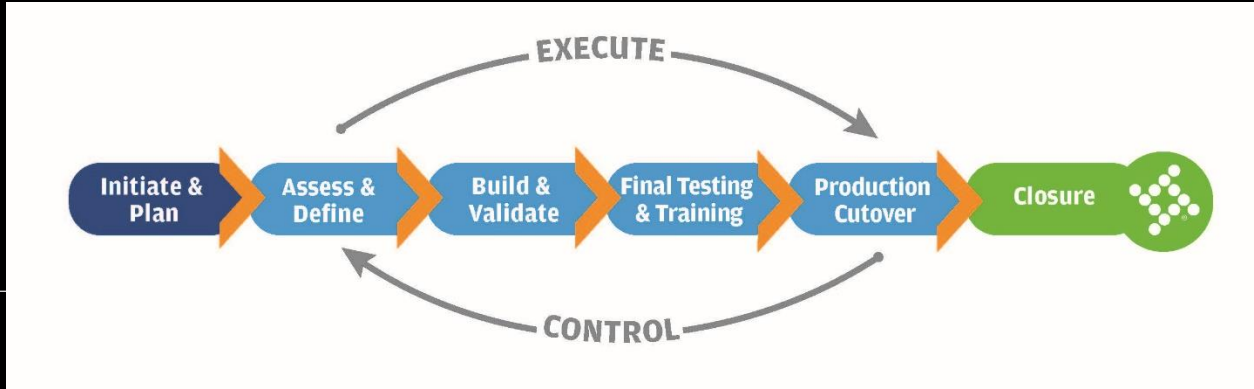 EXECUTE
Initiate &
Plan
Assess &
Define
Build &
Validate
Final Testing
& Training
Production
Cutover
Closure
CONTROL